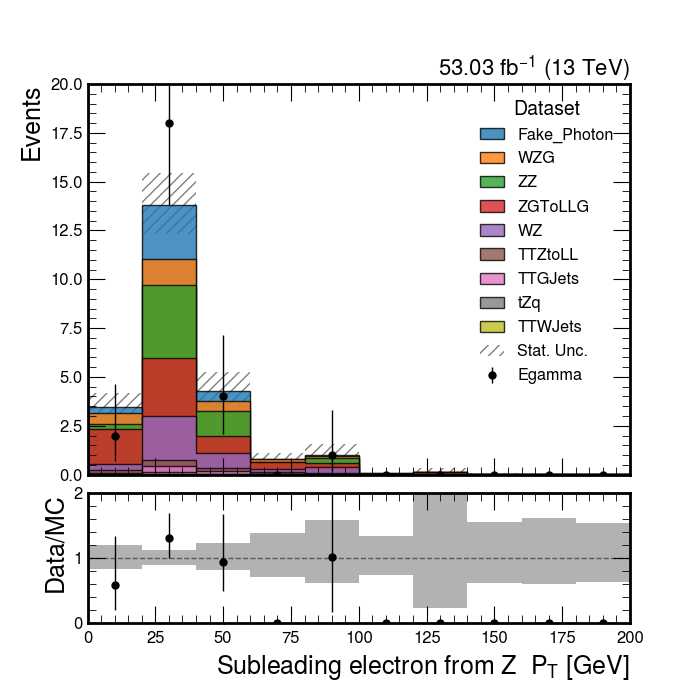 53.03 fb⁻¹ (13 TeV)
Events
20.0
17.5
15.0
12.5
10.0
7.5
5.0
2.5
0.0
Dataset
Fake_Photon
WZG
ZZ
ZGToLLG
WZ
TTZtoLL
TTGJets
tZq
TTWJets
Stat. Unc.
Egamma
Data/MC
2
1
0
0 25 50 75 100 125 150 175 200
Subleading electron from Z P_T [GeV]